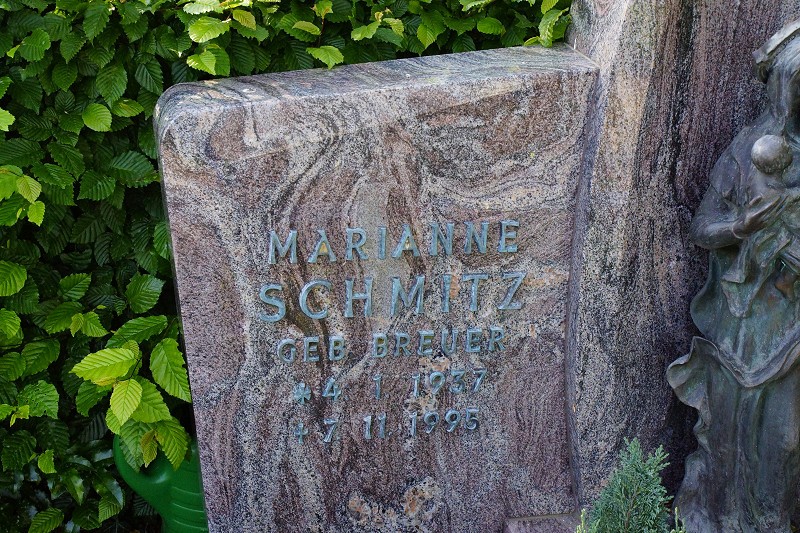 MARIANNE
SCHMITZ
GEB BREUER
* 4 1 1937
+ 7 11 1995